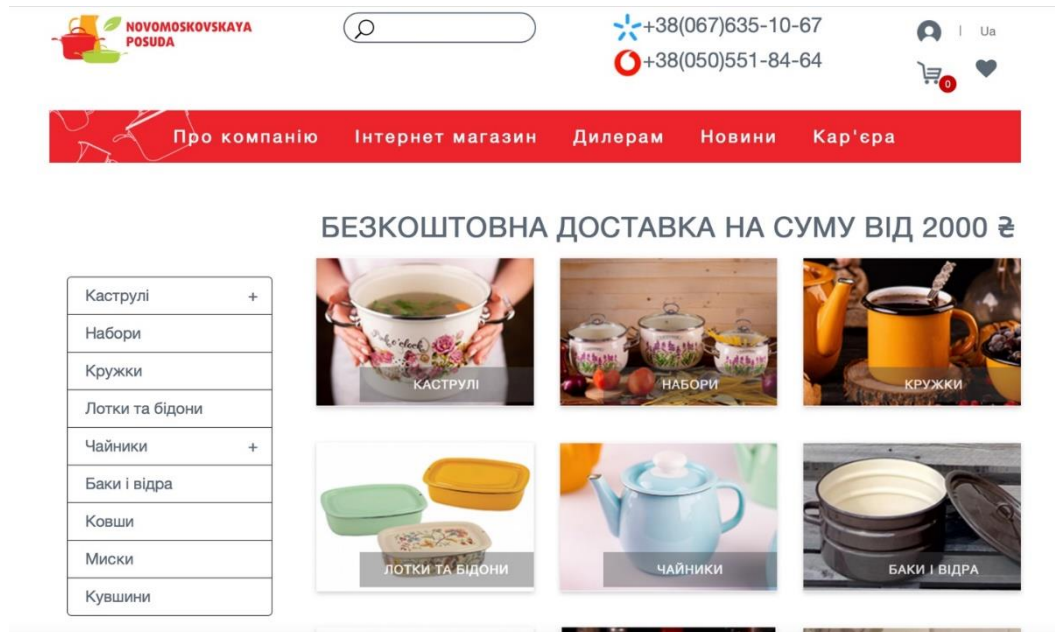 NOVOMOSKOVSKAYA
POSUDA
+38(067)635-10-67
+38(050)551-84-64
| Ua
0
Про компанію Інтернет магазин Дилерам Новини Кар'єра
БЕЗКОШТОВНА ДОСТАВКА НА СУМУ ВІД 2000 ₴
Каструлі +
Набори
Кружки
Лотки та бідони
Чайники +
Баки і відра
Ковши
Миски
Кувшини
КАСТРУЛІ
НАБОРИ
КРУЖКИ
ЛОТКИ ТА БІДОНИ
ЧАЙНИКИ
БАКИ І ВІДРА